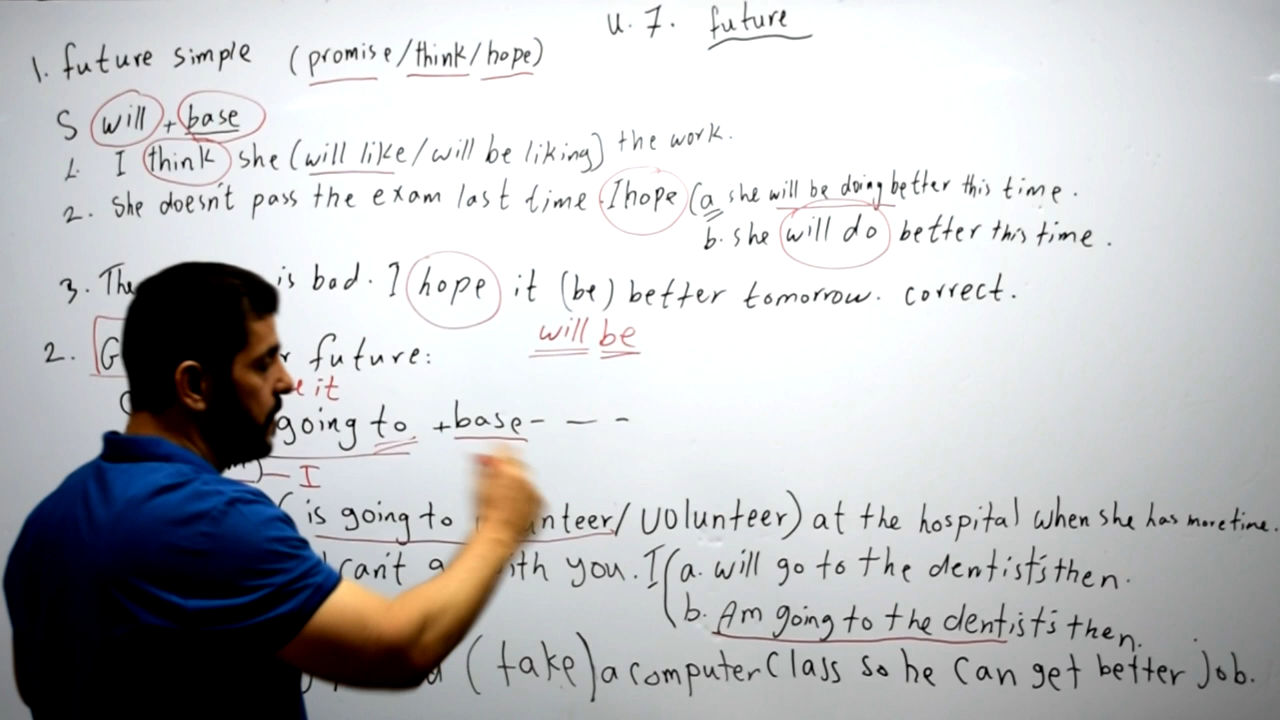 u. 7. future
1. future simple (promise/think/hope)
S will + base
1. I think she (will like/will be liking) the work.
2. She doesn't pass the exam last time. I hope (a she will be doing better this time.
b. she will do better this time.
3. The is bad. I hope it (be) better tomorrow. correct.
will be
2. G future:
it
going to + base - - -
I
(is going to unteer/volunteer) at the hospital when she has more time.
can't with you. I (a. will go to the dentist's then.
b. Am going to the dentist's then.
(take) a computer class so he can get better job.